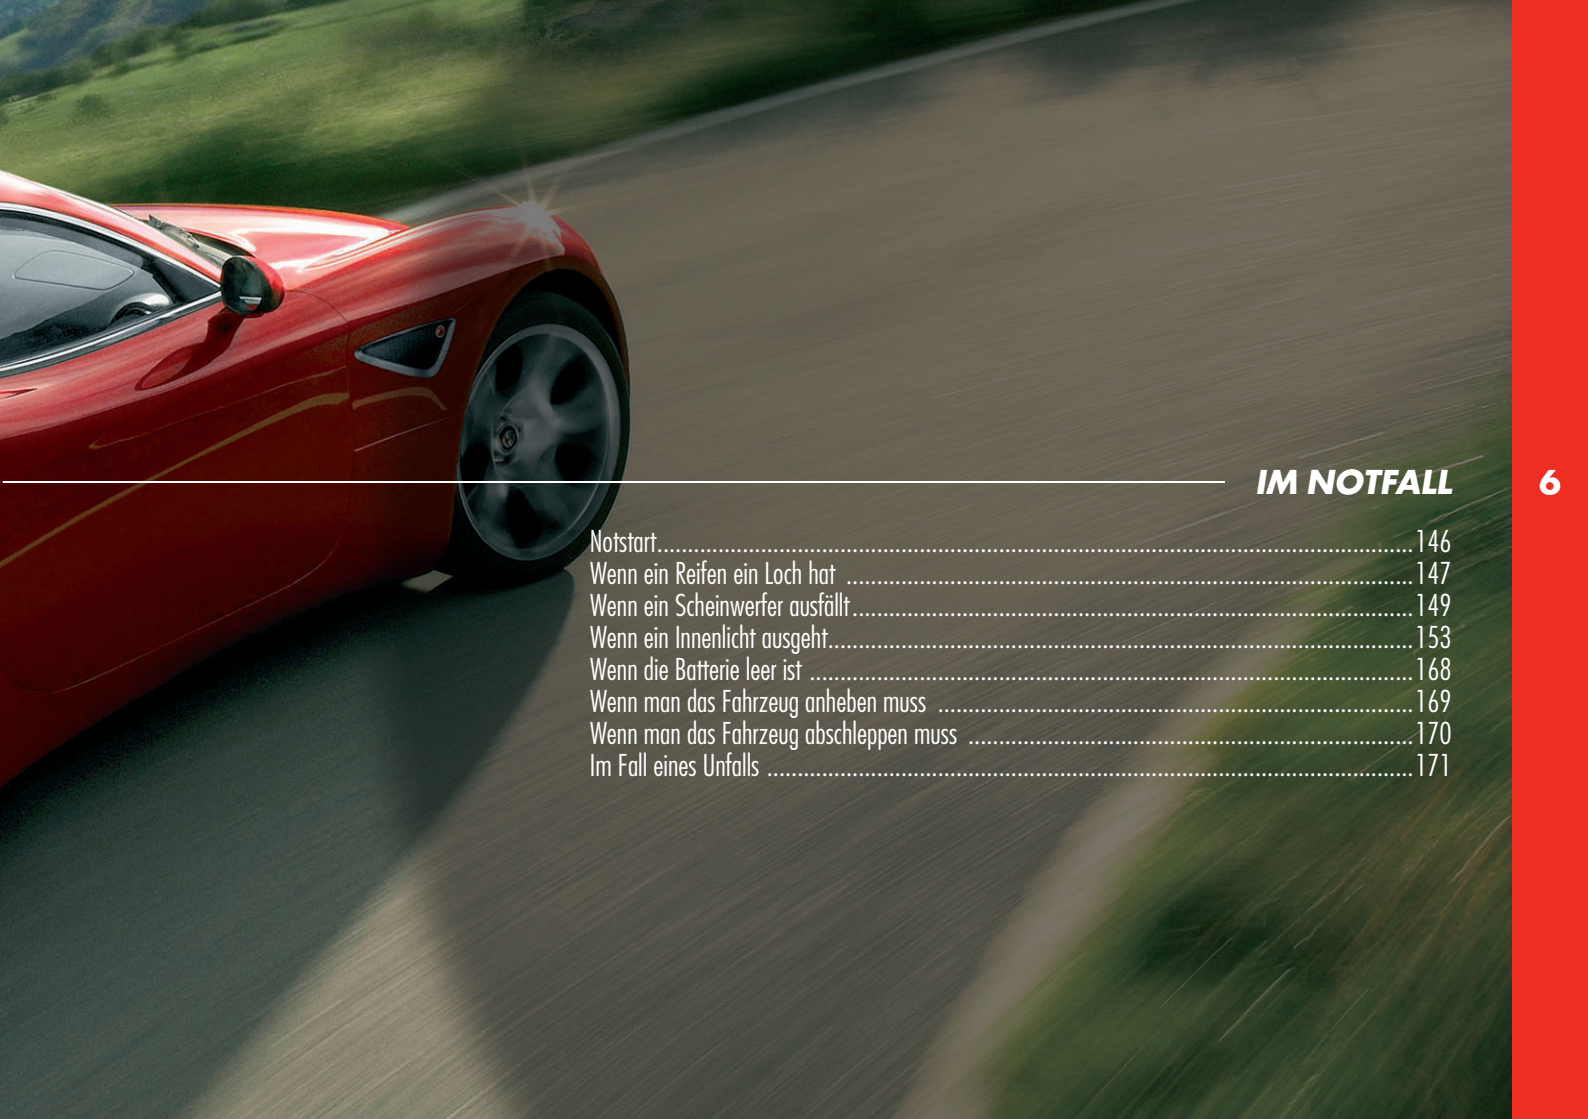 IM NOTFALL
6
Notstart..........................................................................................................................146
Wenn ein Reifen ein Loch hat ............................................................................................147
Wenn ein Scheinwerfer ausfällt...........................................................................................149
Wenn ein Innenlicht ausgeht...............................................................................................153
Wenn die Batterie leer ist ..................................................................................................168
Wenn man das Fahrzeug anheben muss .............................................................................169
Wenn man das Fahrzeug abschleppen muss ........................................................................170
Im Fall eines Unfalls .........................................................................................................171